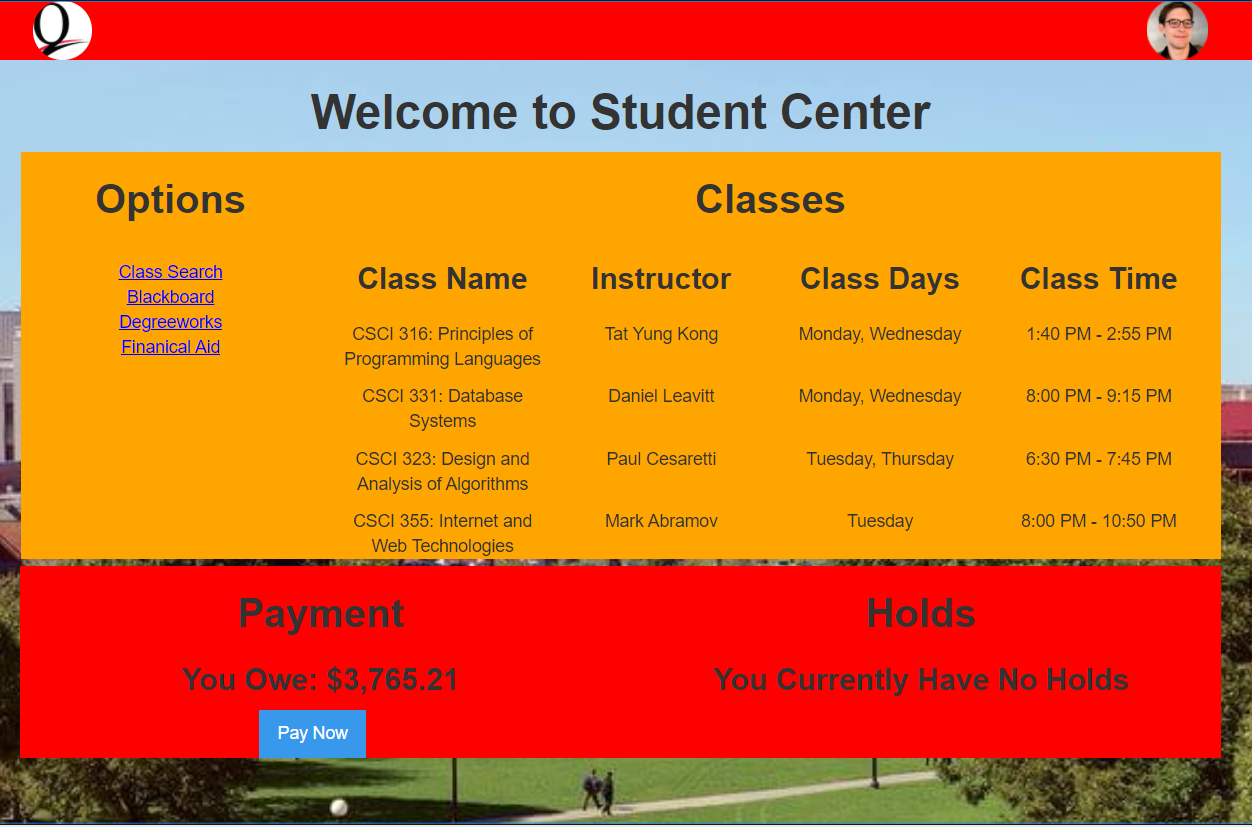 Q
Welcome to Student Center
Options
Classes
Class Search
Blackboard
Degreeworks
Finanical Aid
Class Name Instructor Class Days Class Time
CSCI 316: Principles of Tat Yung Kong Monday, Wednesday 1:40 PM - 2:55 PM
Programming Languages
CSCI 331: Database Daniel Leavitt Monday, Wednesday 8:00 PM - 9:15 PM
Systems
CSCI 323: Design and Paul Cesaretti Tuesday, Thursday 6:30 PM - 7:45 PM
Analysis of Algorithms
CSCI 355: Internet and Mark Abramov Tuesday 8:00 PM - 10:50 PM
Web Technologies
Payment
You Owe: $3,765.21
Pay Now
Holds
You Currently Have No Holds